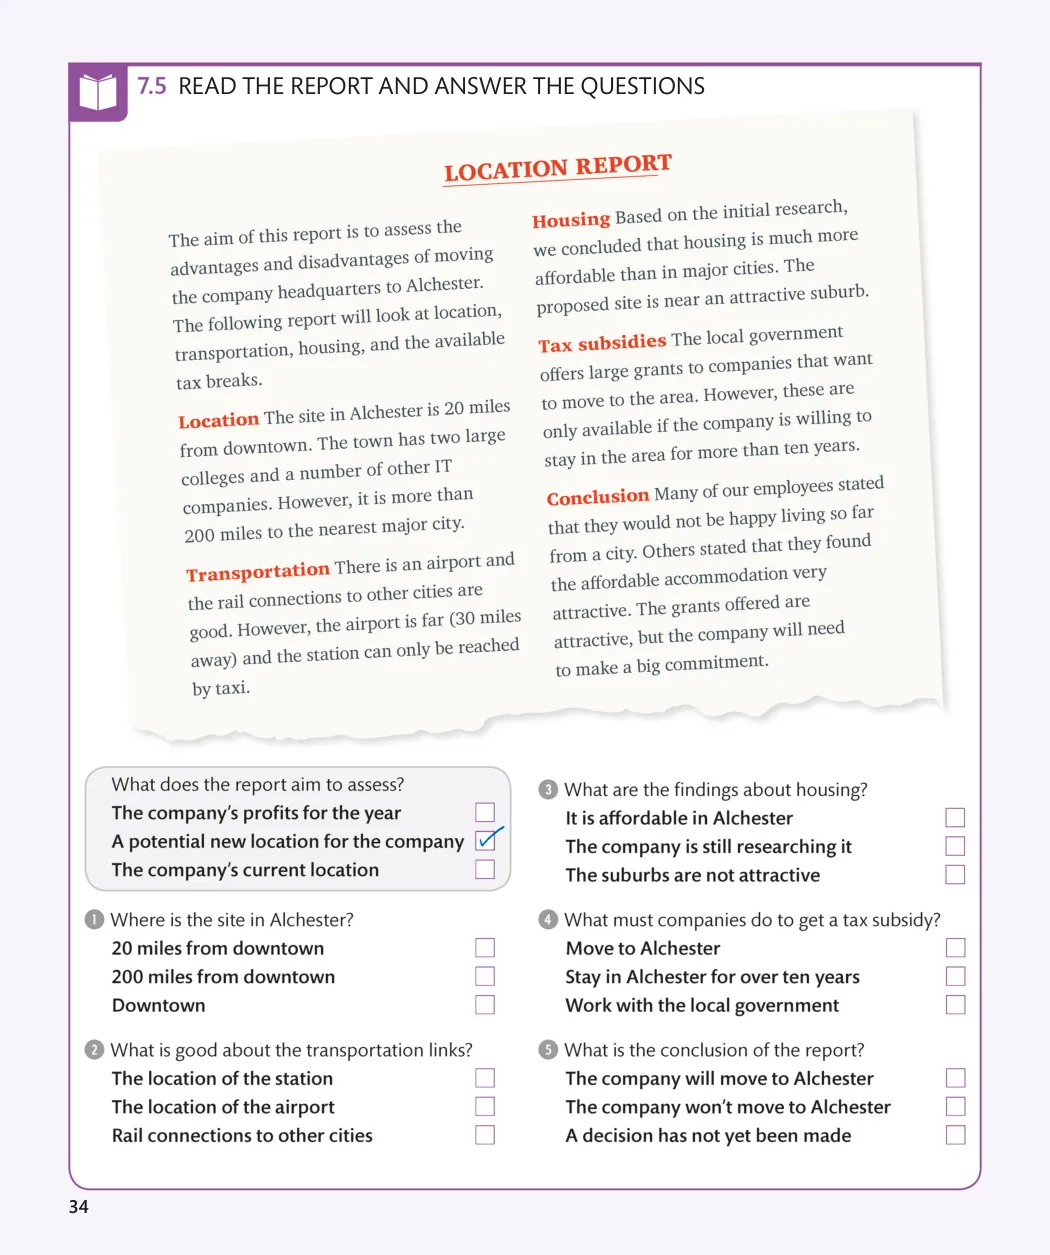 7.5 READ THE REPORT AND ANSWER THE QUESTIONS
LOCATION REPORT
The aim of this report is to assess the
advantages and disadvantages of moving
the company headquarters to Alchester.
The following report will look at location,
transportation, housing, and the available
tax breaks.
Location The site in Alchester is 20 miles
from downtown. The town has two large
colleges and a number of other IT
companies. However, it is more than
200 miles to the nearest major city.
Transportation There is an airport and
the rail connections to other cities are
good. However, the airport is far (30 miles
away) and the station can only be reached
by taxi.
Housing Based on the initial research,
we concluded that housing is much more
affordable than in major cities. The
proposed site is near an attractive suburb.
Tax subsidies The local government
offers large grants to companies that want
to move to the area. However, these are
only available if the company is willing to
stay in the area for more than ten years.
Conclusion Many of our employees stated
that they would not be happy living so far
from a city. Others stated that they found
the affordable accommodation very
attractive. The grants offered are
attractive, but the company will need
to make a big commitment.
What does the report aim to assess?
The company's profits for the year
A potential new location for the company
The company's current location
1 Where is the site in Alchester?
20 miles from downtown
200 miles from downtown
Downtown
2 What is good about the transportation links?
The location of the station
The location of the airport
Rail connections to other cities
3 What are the findings about housing?
It is affordable in Alchester
The company is still researching it
The suburbs are not attractive
4 What must companies do to get a tax subsidy?
Move to Alchester
Stay in Alchester for over ten years
Work with the local government
5 What is the conclusion of the report?
The company will move to Alchester
The company won't move to Alchester
A decision has not yet been made
34